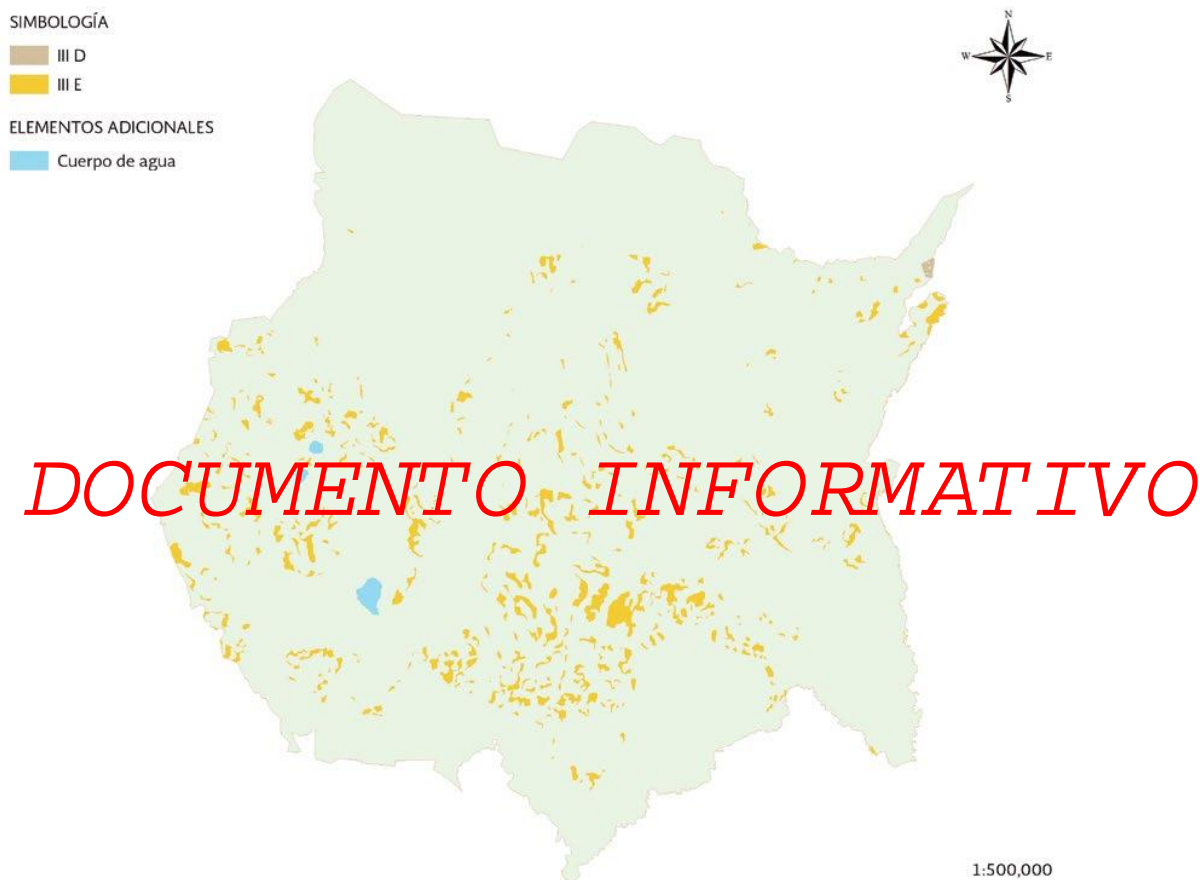 SIMBOLOGÍA
III D
III E
ELEMENTOS ADICIONALES
Cuerpo de agua
N
W E
S
DOCUMENTO INFORMATIVO
1:500,000